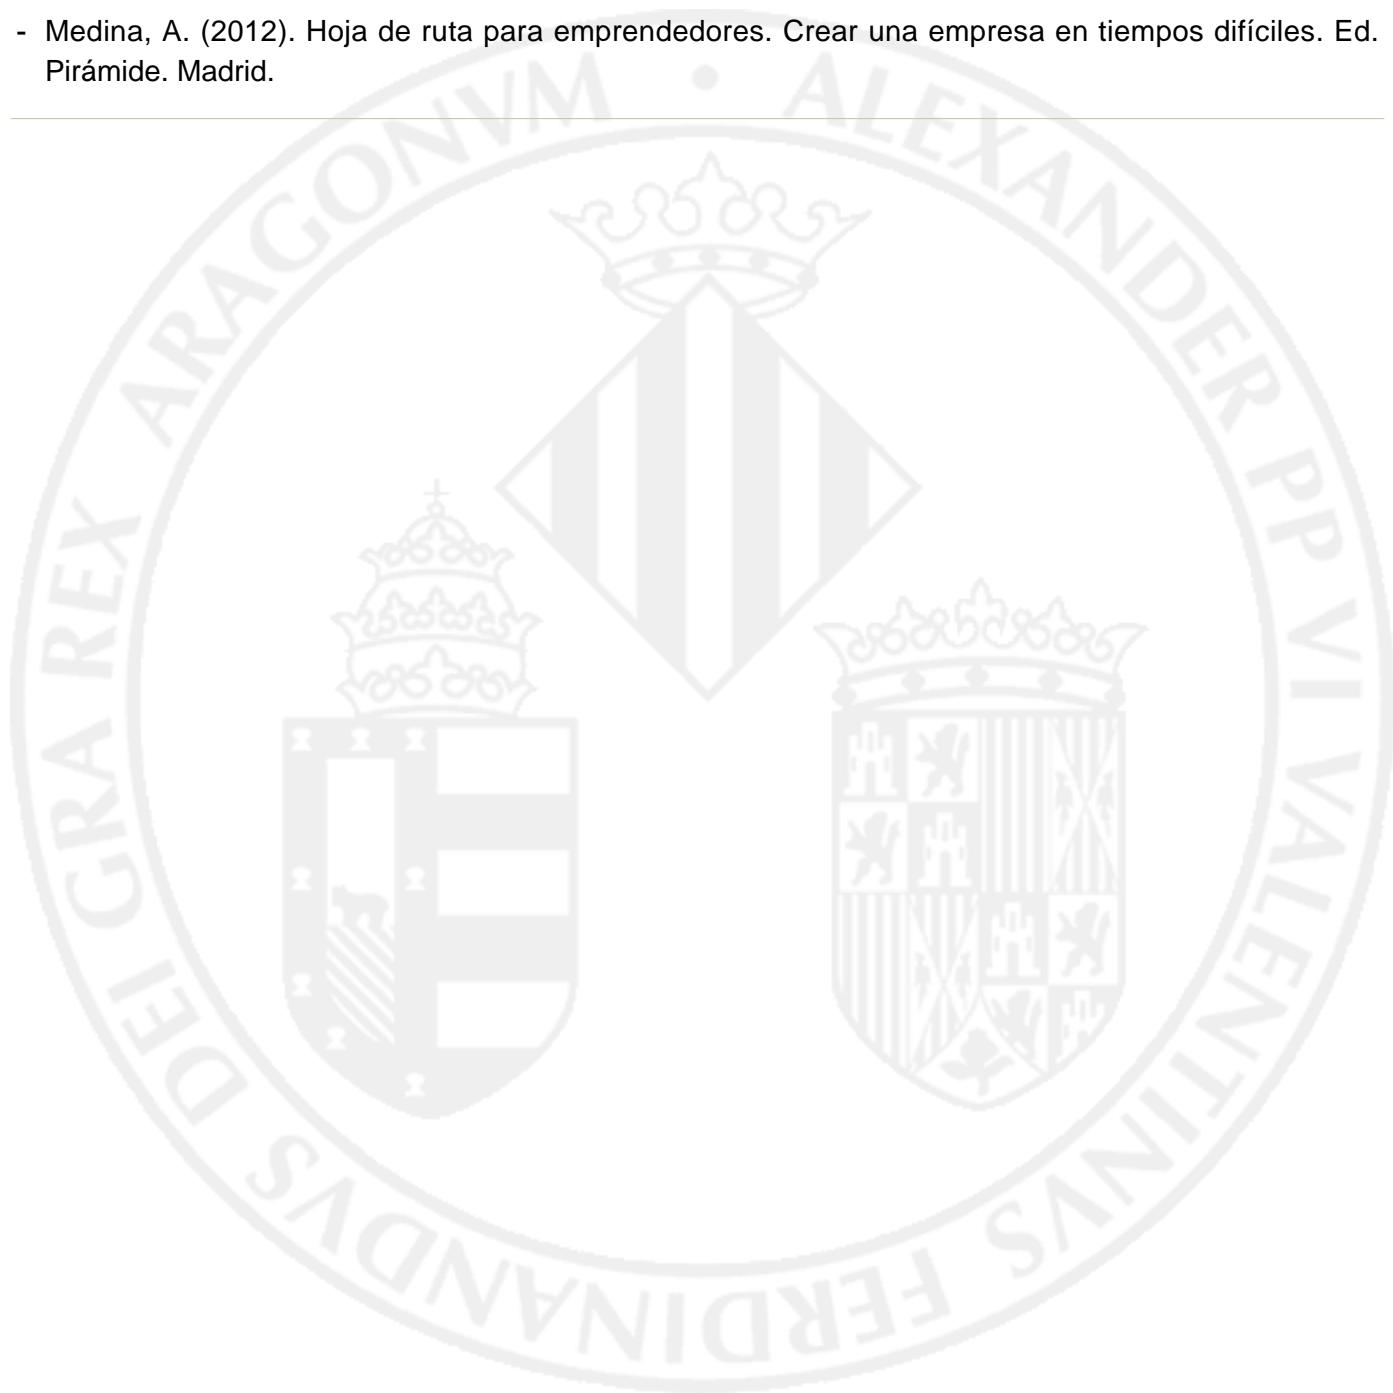 - Medina, A. (2012). Hoja de ruta para emprendedores. Crear una empresa en tiempos difíciles. Ed.
Pirámide. Madrid.
ALEXANDER PP VI VALENTINVS FERDINANDVS DEI GRA REX ARAGONVM